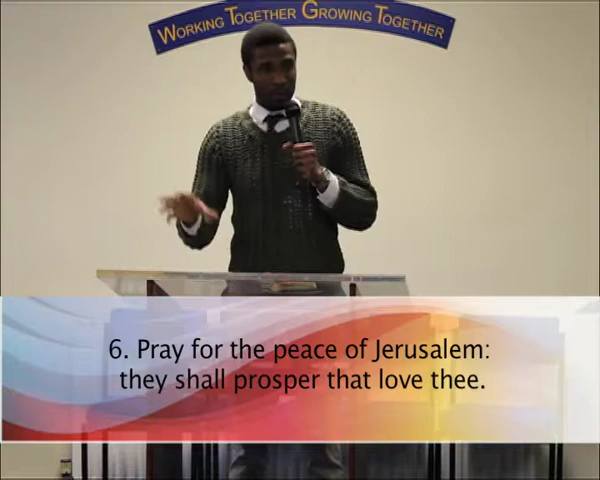 Working Together Growing Together
6. Pray for the peace of Jerusalem:
they shall prosper that love thee.